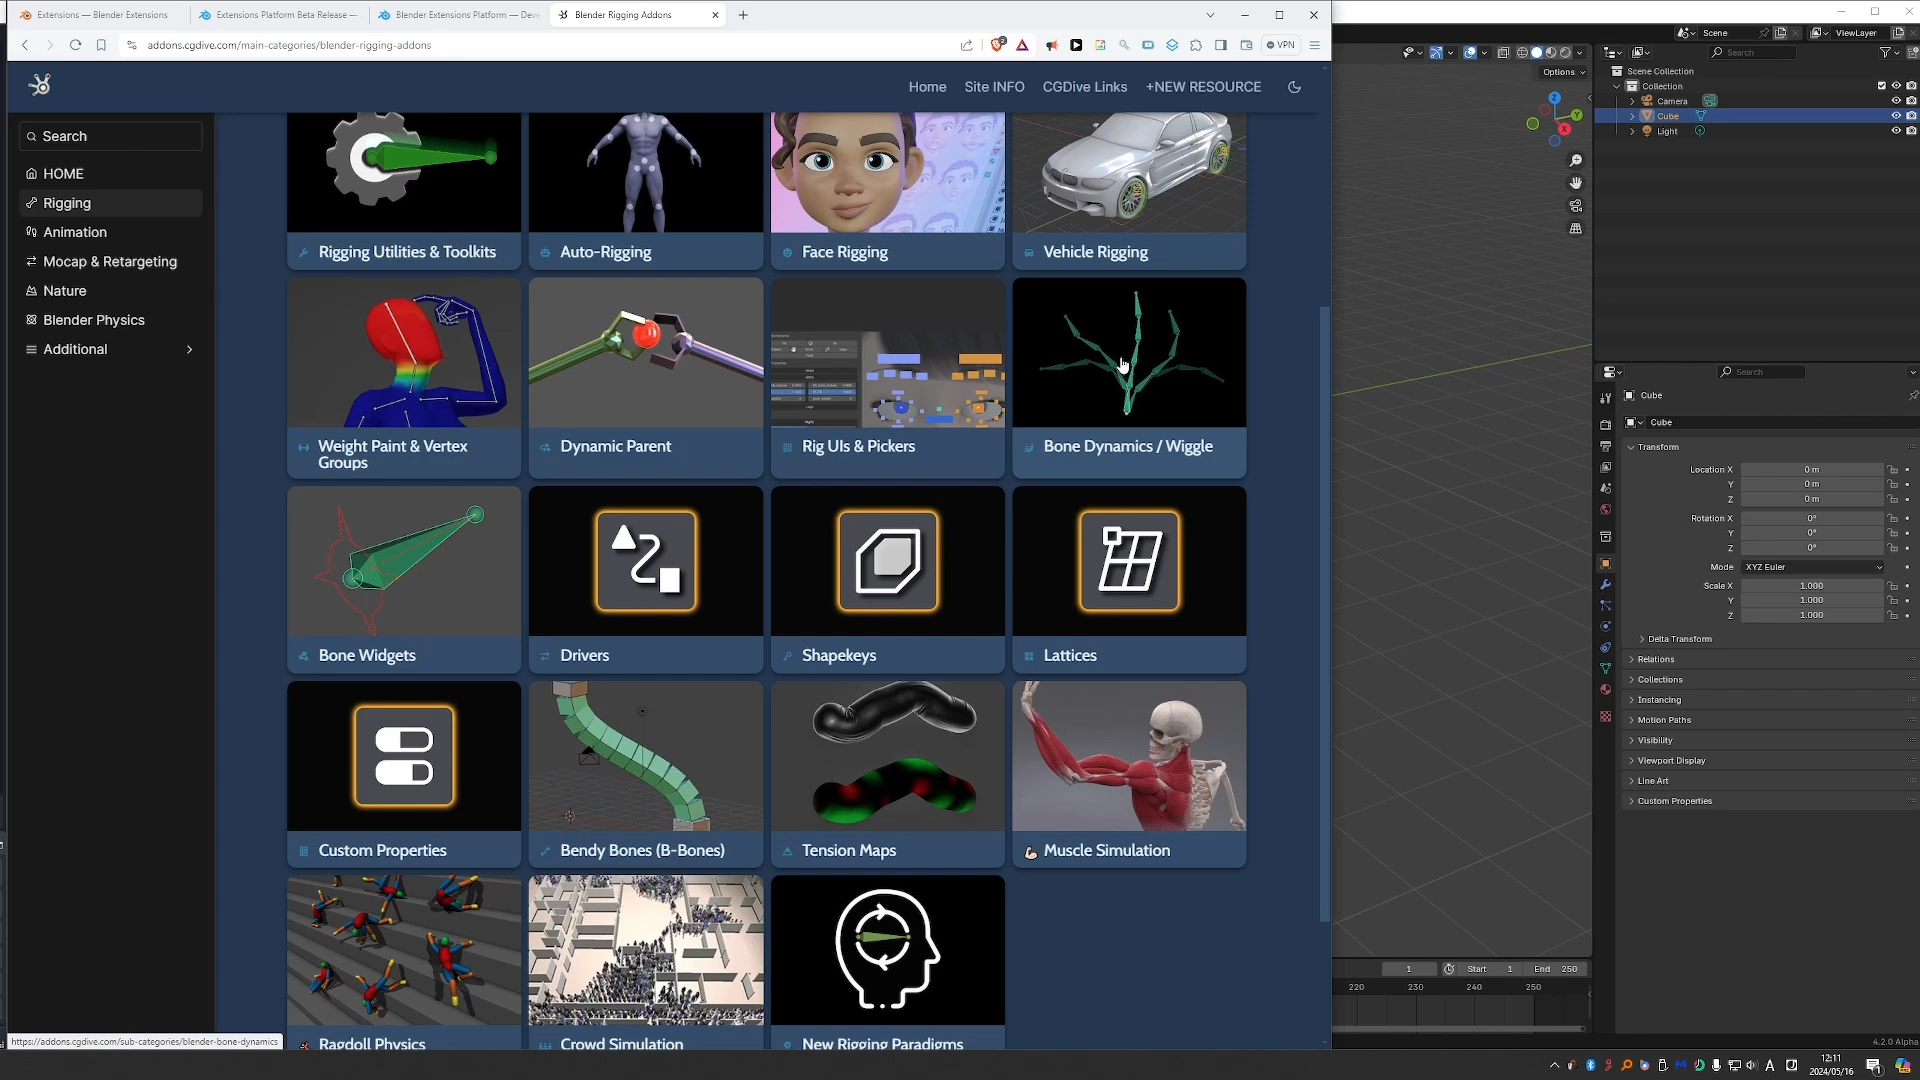 Extensions — Blender Extensions
Extensions Platform Beta Release —
Blender Extensions Platform — Deve
Blender Rigging Addons
addons.cgdive.com/main-categories/blender-rigging-addons
VPN
Home
Site INFO
CGDive Links
+NEW RESOURCE
Search
HOME
Rigging
Animation
Mocap & Retargeting
Nature
Blender Physics
Additional
Rigging Utilities & Toolkits
Auto-Rigging
Face Rigging
Vehicle Rigging
Weight Paint & Vertex
Groups
Dynamic Parent
Rig UIs & Pickers
Bone Dynamics / Wiggle
Bone Widgets
Drivers
Shapekeys
Lattices
Custom Properties
Bendy Bones (B-Bones)
Tension Maps
Muscle Simulation
Ragdoll Physics
Crowd Simulation
New Rigging Paradigms
https://addons.cgdive.com/sub-categories/blender-bone-dynamics
Scene
ViewLayer
Search
Options
Z
Y
X
Scene Collection
Collection
Camera
Cube
Light
Search
Cube
Cube
Transform
Location X 0 m
Y 0 m
Z 0 m
Rotation X 0°
Y 0°
Z 0°
Mode XYZ Euler
Scale X 1.000
Y 1.000
Z 1.000
Delta Transform
Relations
Collections
Instancing
Motion Paths
Visibility
Viewport Display
Line Art
Custom Properties
1 Start 1 End 250
220 230 240 250
4.2.0 Alpha
A
12:11
2024/05/16